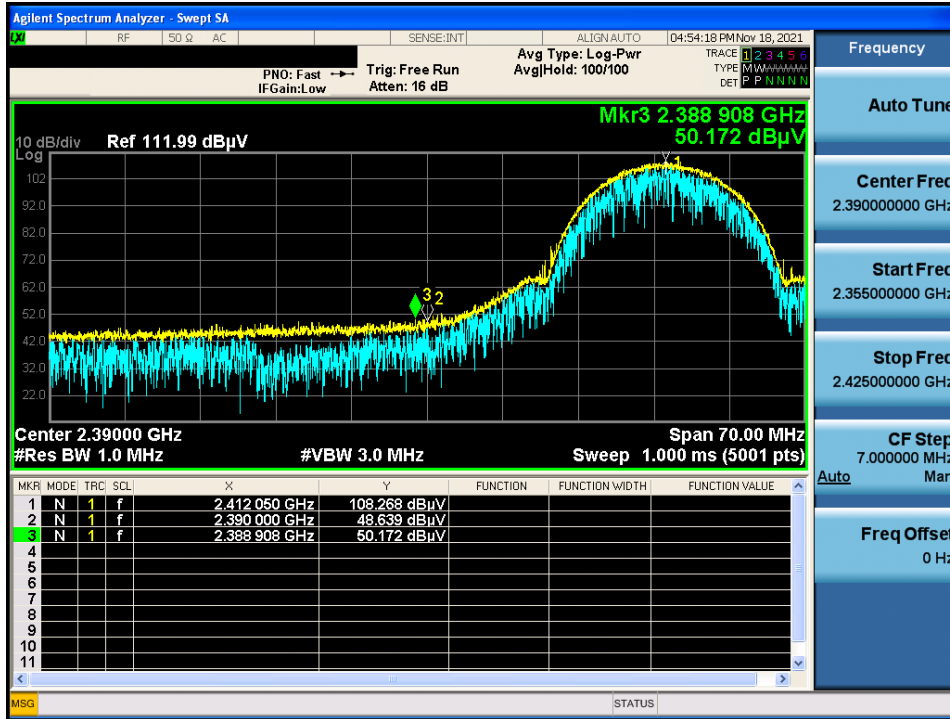 Agilent Spectrum Analyzer - Swept SA
LXI RF 50 Ω AC SENSE:INT ALIGN AUTO 04:54:18 PM Nov 18, 2021
PNO: Fast
IFGain:Low
Trig: Free Run
Atten: 16 dB
Avg Type: Log-Pwr
Avg|Hold: 100/100
TRACE 1 2 3 4 5 6
TYPE M W W W W W
DET P P N N N N
Mkr3 2.388 908 GHz
50.172 dBµV
10 dB/div
Log
Ref 111.99 dBµV
102
92.0
82.0
72.0
62.0
52.0
42.0
32.0
22.0
1
3 2
Center 2.39000 GHz
Span 70.00 MHz
#Res BW 1.0 MHz
#VBW 3.0 MHz
Sweep 1.000 ms (5001 pts)
MKR MODE TRC SCL X Y FUNCTION FUNCTION WIDTH FUNCTION VALUE
1 N 1 f 2.412 050 GHz 108.268 dBµV
2 N 1 f 2.390 000 GHz 48.639 dBµV
3 N 1 f 2.388 908 GHz 50.172 dBµV
4
5
6
7
8
9
10
11
MSG
STATUS
Frequency
Auto Tune
Center Freq
2.390000000 GHz
Start Freq
2.355000000 GHz
Stop Freq
2.425000000 GHz
CF Step
7.000000 MHz
Auto Man
Freq Offset
0 Hz